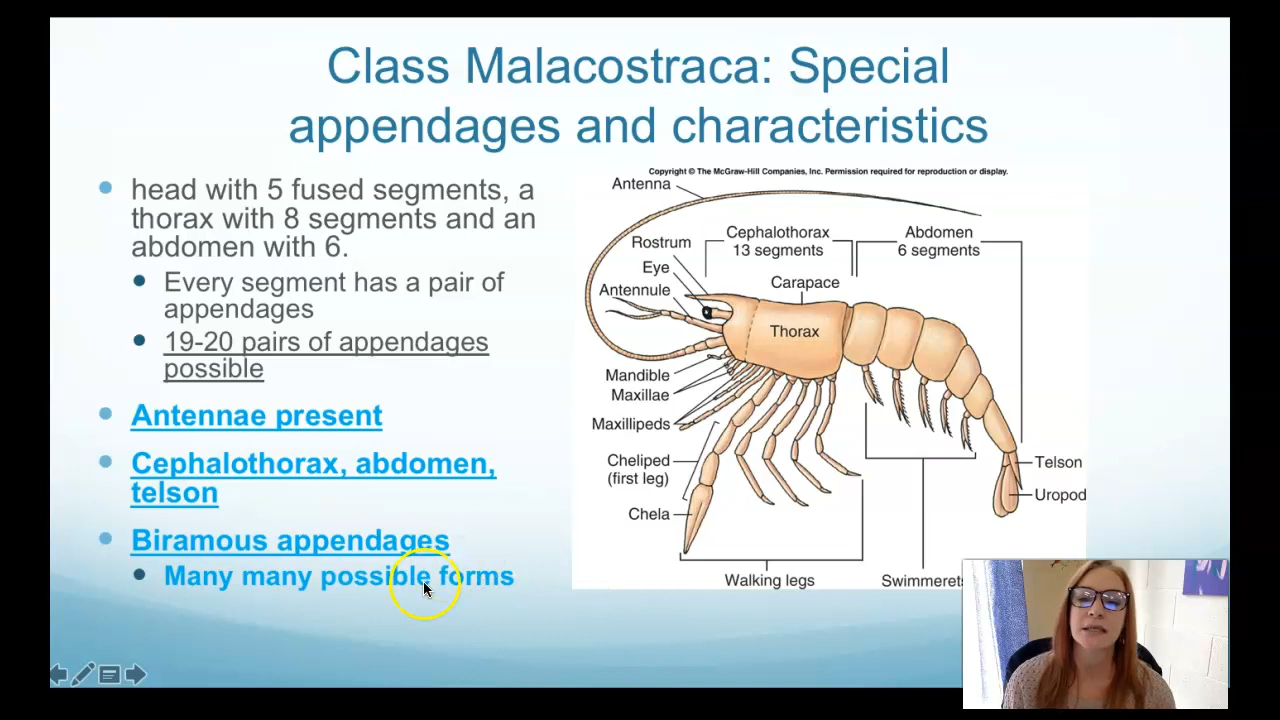 Class Malacostraca: Special
appendages and characteristics
head with 5 fused segments, a
thorax with 8 segments and an
abdomen with 6.
Every segment has a pair of
appendages
19-20 pairs of appendages
possible
Antennae present
Cephalothorax, abdomen,
telson
Biramous appendages
Many many possible forms
Copyright © The McGraw-Hill Companies, Inc. Permission required for reproduction or display.
Antenna
Cephalothorax
13 segments
Abdomen
6 segments
Rostrum
Eye
Antennule
Carapace
Thorax
Mandible
Maxillae
Maxillipeds
Cheliped
(first leg)
Chela
Telson
Uropod
Walking legs
Swimmerets